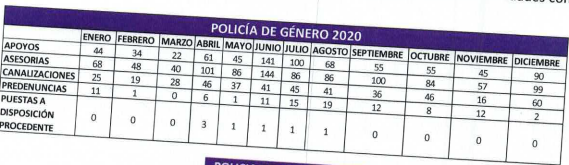 POLICÍA DE GÉNERO 2020
ENERO FEBRERO MARZO ABRIL MAYO JUNIO JULIO AGOSTO SEPTIEMBRE OCTUBRE NOVIEMBRE DICIEMBRE
APOYOS 44 34 22 61 45 141 100 68 55 55 45 90
ASESORIAS 68 48 40 101 86 144 86 86 100 84 57 99
CANALIZACIONES 25 19 28 46 37 41 45 41 36 46 16 60
PREDENUNCIAS 11 1 0 6 1 11 15 19 12 8 12 2
PUESTAS A
DISPOSICIÓN 0 0 0 3 1 1 1 1 0 0 0 0
PROCEDENTE